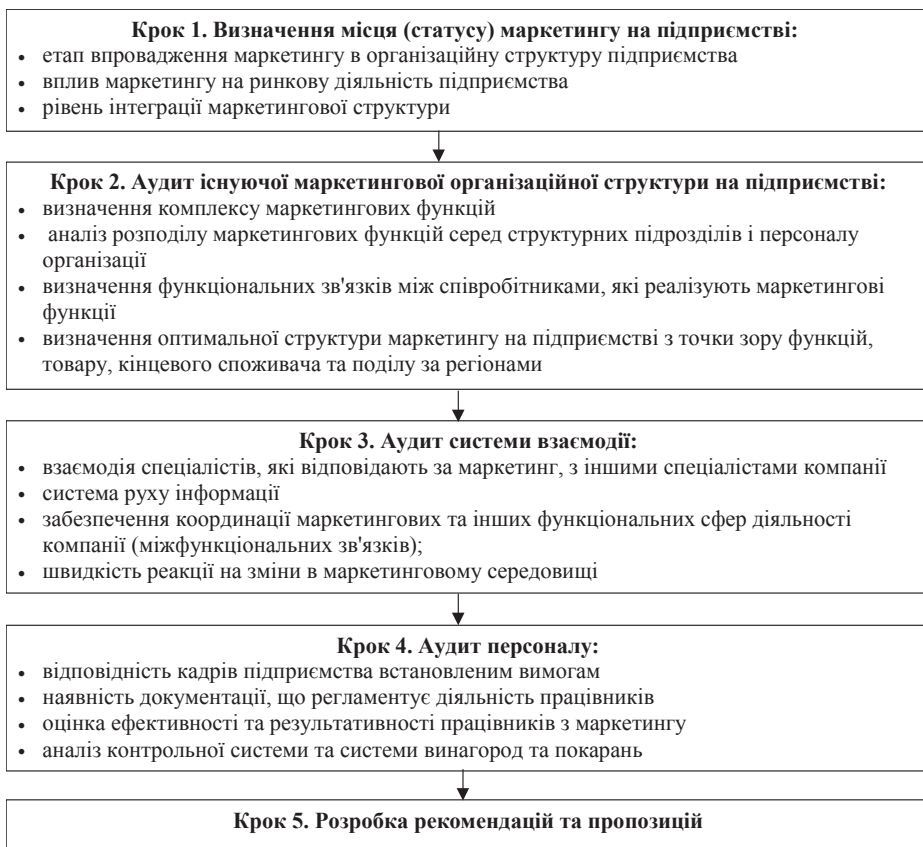 Крок 1. Визначення місця (статусу) маркетингу на підприємстві:
• етап впровадження маркетингу в організаційну структуру підприємства
• вплив маркетингу на ринкову діяльність підприємства
• рівень інтеграції маркетингової структури
Крок 2. Аудит існуючої маркетингової організаційної структури на підприємстві:
• визначення комплексу маркетингових функцій
• аналіз розподілу маркетингових функцій серед структурних підрозділів і персоналу
організації
• визначення функціональних зв'язків між співробітниками, які реалізують маркетингові
функції
• визначення оптимальної структури маркетингу на підприємстві з точки зору функцій,
товару, кінцевого споживача та поділу за регіонами
Крок 3. Аудит системи взаємодії:
• взаємодія спеціалістів, які відповідають за маркетинг, з іншими спеціалістами компанії
• система руху інформації
• забезпечення координації маркетингових та інших функціональних сфер діяльності
компанії (міжфункціональних зв'язків);
• швидкість реакції на зміни в маркетинговому середовищі
Крок 4. Аудит персоналу:
• відповідність кадрів підприємства встановленим вимогам
• наявність документації, що регламентує діяльність працівників
• оцінка ефективності та результативності працівників з маркетингу
• аналіз контрольної системи та системи винагород та покарань
Крок 5. Розробка рекомендацій та пропозицій